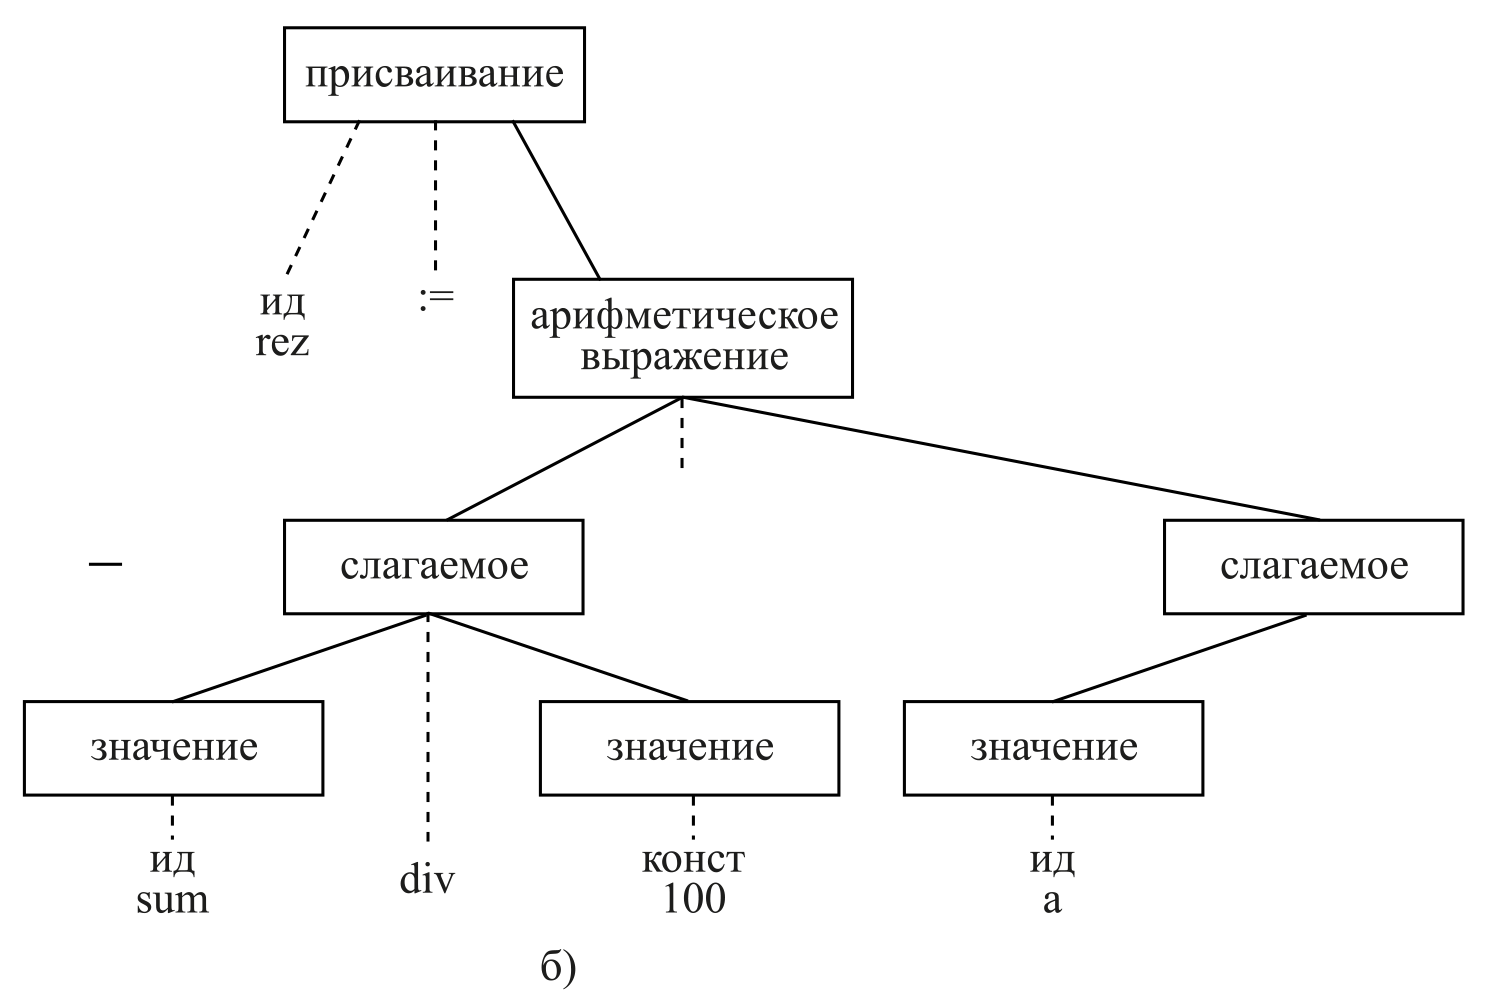 присваивание
ид
rez
:=
арифметическое
выражение
—
слагаемое
слагаемое
значение
значение
значение
ид
sum
div
конст
100
ид
a
б)